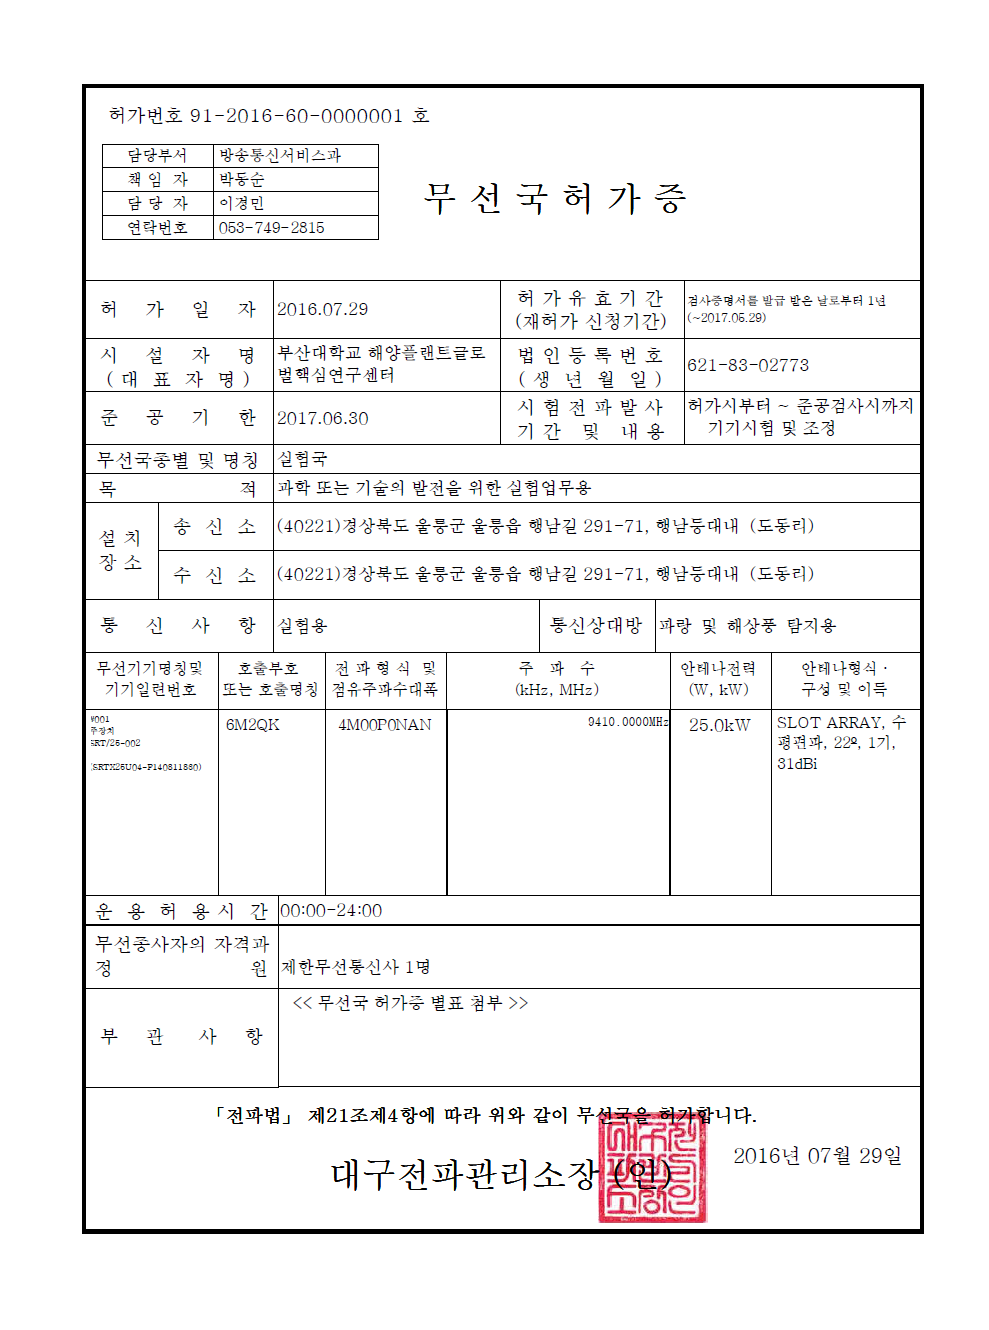 허가번호 91-2016-60-0000001 호
담당부서 방송통신서비스과
책 임 자 박동순
담 당 자 이경민
연락번호 053-749-2815
무 선 국 허 가 증
허 가 일 자 2016.07.29
허 가 유 효 기 간
(재허가 신청기간)
검사증명서를 발급 받은 날로부터 1년
(~2017.05.29)
시 설 자 명
( 대 표 자 명 )
부산대학교 해양플랜트글로
벌핵심연구센터
법 인 등 록 번 호
( 생 년 월 일 )
621-83-02773
준 공 기 한 2017.06.30
시 험 전 파 발 사
기 간 및 내 용
허가시부터 ~ 준공검사시까지
기기시험 및 조정
무선국종별 및 명칭 실험국
목 적 과학 또는 기술의 발전을 위한 실험업무용
설 치
장 소
송 신 소 (40221)경상북도 울릉군 울릉읍 행남길 291-71, 행남등대내 (도동리)
수 신 소 (40221)경상북도 울릉군 울릉읍 행남길 291-71, 행남등대내 (도동리)
통 신 사 항 실험용 통신상대방 파랑 및 해상풍 탐지용
무선기기명칭및
기기일련번호
호출부호
또는 호출명칭
전 파 형 식 및
점유주파수대폭
주 파 수
(kHz, MHz)
안테나전력
(W, kW)
안테나형식 ·
구성 및 이득
#001
주장치
SRT/25-002
(SRTX25U04-P140811880)
6M2QK
4M00P0NAN
9410.0000MHz
25.0kW
SLOT ARRAY, 수
평편파, 22º, 1기,
31dBi
운 용 허 용 시 간 00:00-24:00
무선종사자의 자격과
정 원
제한무선통신사 1명
부 관 사 항
<< 무선국 허가증 별표 첨부 >>
「전파법」 제21조제4항에 따라 위와 같이 무선국을 허가합니다.
2016년 07월 29일
대구전파관리소장 (인)